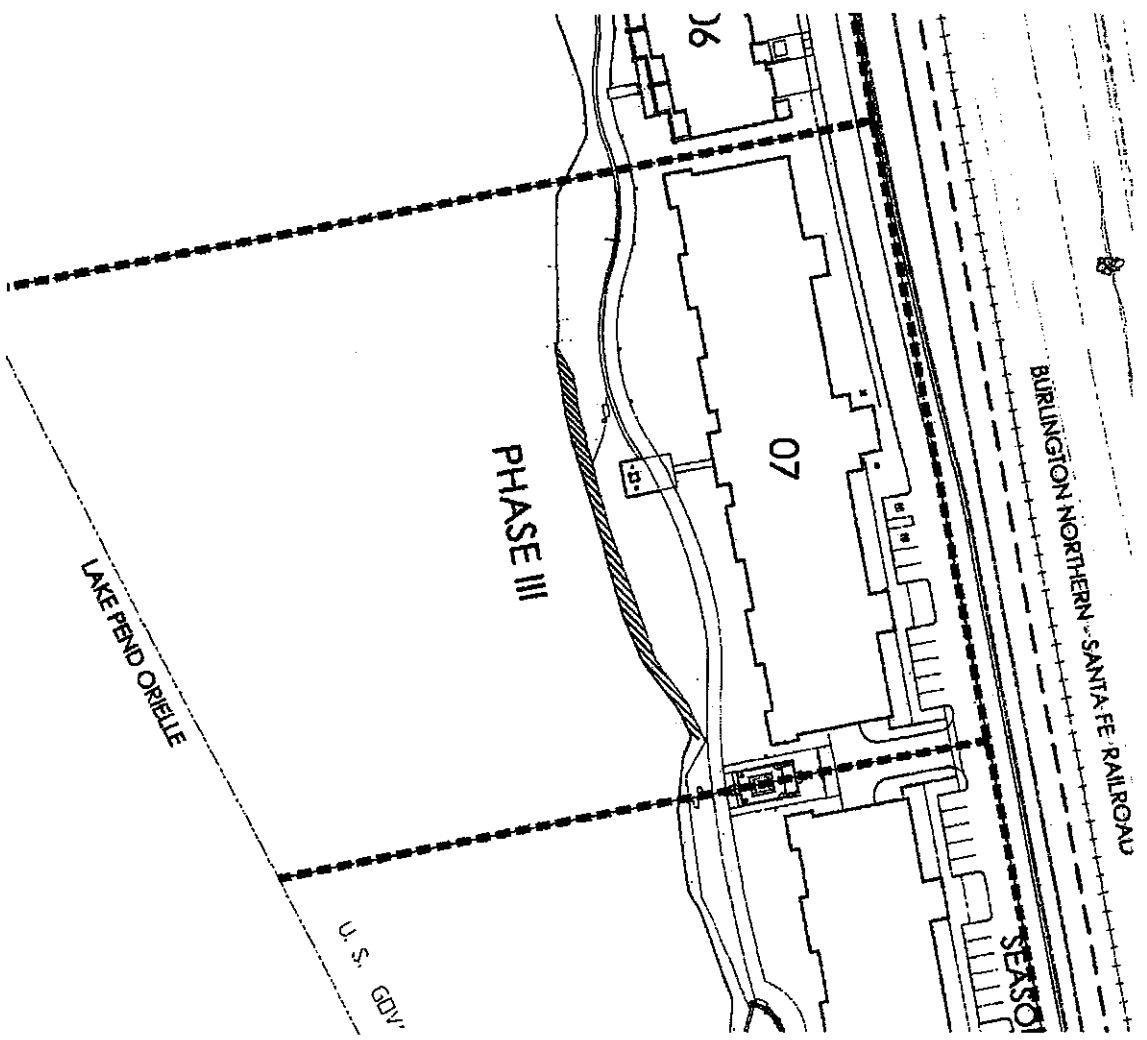 06
BURLINGTON NORTHERN - SANTA FE RAILROAD
07
PHASE III
LAKE PEND ORIELLE
U. S. GOV'
SEASO